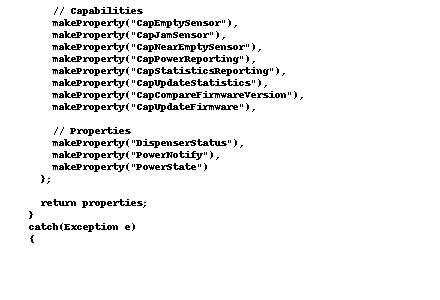 // Capabilities
makeProperty("CapEmptySensor"),
makeProperty("CapJamSensor"),
makeProperty("CapNearEmptySensor"),
makeProperty("CapPowerReporting"),
makeProperty("CapStatisticsReporting"),
makeProperty("CapUpdateStatistics"),
makeProperty("CapCompareFirmwareVersion"),
makeProperty("CapUpdateFirmware"),
// Properties
makeProperty("DispenserStatus"),
makeProperty("PowerNotify"),
makeProperty("PowerState")
};
return properties;
}
catch(Exception e)
{